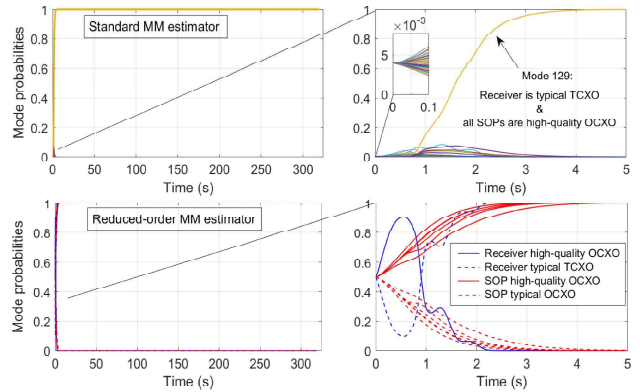 Standard MM estimator
Mode probabilities
1
0.8
0.6
0.4
0.2
0
0 50 100 150 200 250 300
Time (s)
×10⁻³
5
0
0 0.1
Mode 129:
Receiver is typical TCXO
&
all SOPs are high-quality OCXO
1
0.8
0.6
0.4
0.2
0
0 1 2 3 4 5
Time (s)
Reduced-order MM estimator
Mode probabilities
1
0.8
0.6
0.4
0.2
0
0 50 100 150 200 250 300
Time (s)
Receiver high-quality OCXO
Receiver typical TCXO
SOP high-quality OCXO
SOP typical OCXO
1
0.8
0.6
0.4
0.2
0
0 1 2 3 4 5
Time (s)